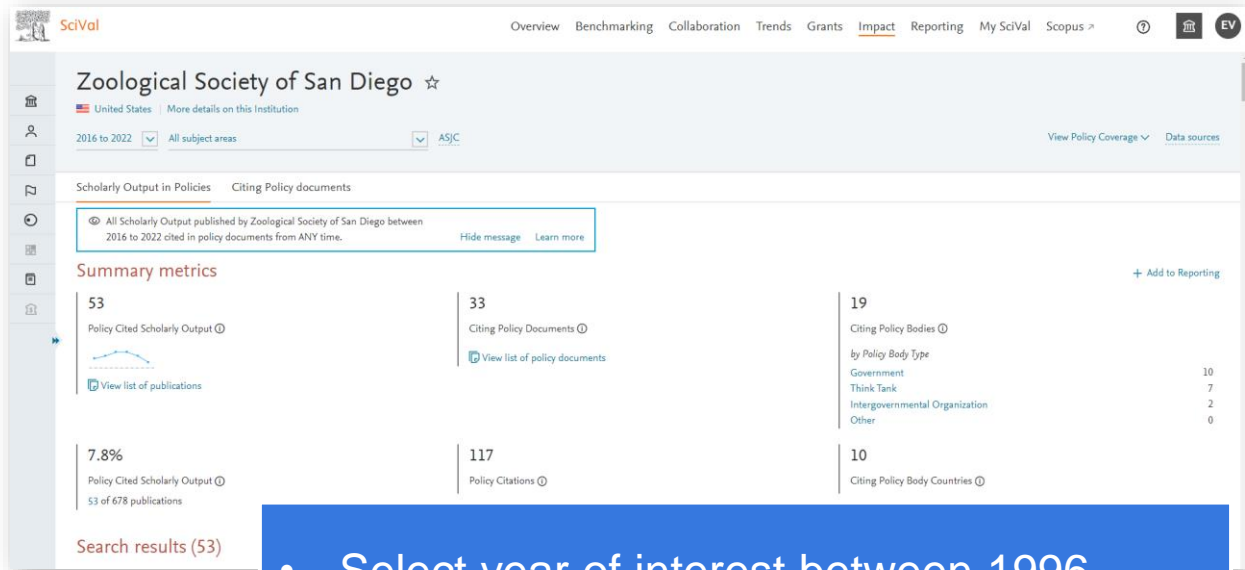 SciVal
Overview Benchmarking Collaboration Trends Grants Impact Reporting My SciVal Scopus ↗ EV
Zoological Society of San Diego ☆
United States | More details on this Institution
2016 to 2022 All subject areas ASJC View Policy Coverage Data sources
Scholarly Output in Policies Citing Policy documents
All Scholarly Output published by Zoological Society of San Diego between
2016 to 2022 cited in policy documents from ANY time. Hide message Learn more
Summary metrics + Add to Reporting
53
Policy Cited Scholarly Output
View list of publications
33
Citing Policy Documents
View list of policy documents
19
Citing Policy Bodies
by Policy Body Type
Government 10
Think Tank 7
Intergovernmental Organization 2
Other 0
7.8%
Policy Cited Scholarly Output
53 of 678 publications
117
Policy Citations
10
Citing Policy Body Countries
Search results (53)
• Select year of interest between 1996